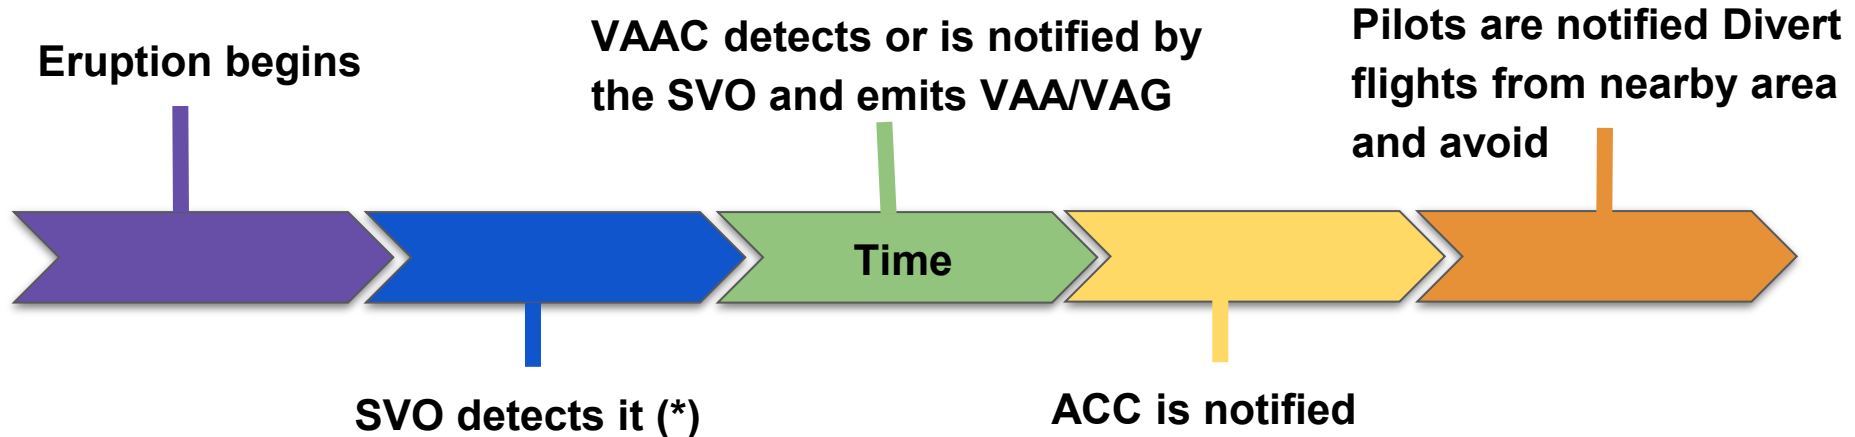 Eruption begins
VAAC detects or is notified by
the SVO and emits VAA/VAG
Pilots are notified Divert
flights from nearby area
and avoid
Time
SVO detects it (*)
ACC is notified